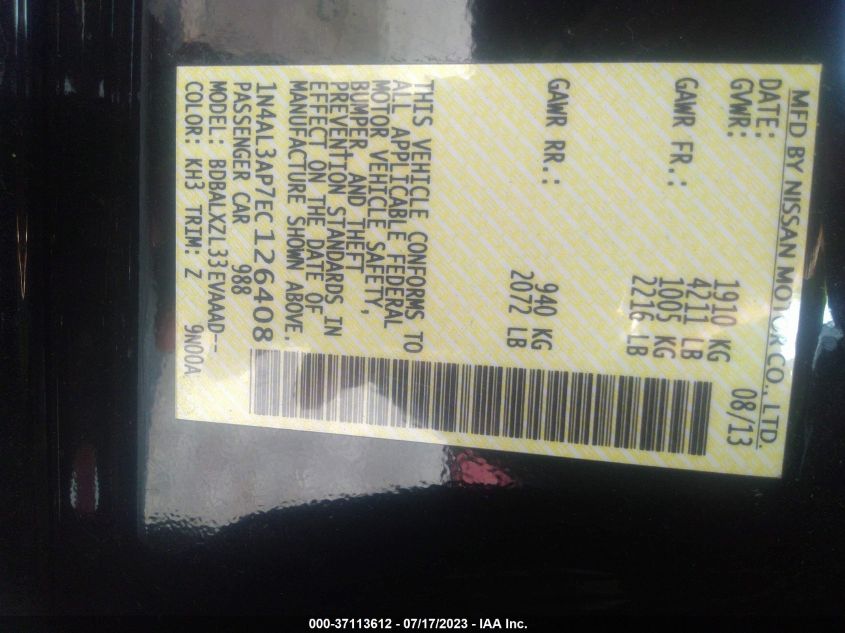 MFD BY NISSAN MOTOR CO., LTD.
DATE: 08/13
GVWR: 1910 KG
4211 LB
GAWR FR.: 1005 KG
2216 LB
GAWR RR.: 940 KG
2072 LB
THIS VEHICLE CONFORMS TO
ALL APPLICABLE FEDERAL
MOTOR VEHICLE SAFETY,
BUMPER AND THEFT
PREVENTION STANDARDS IN
EFFECT ON THE DATE OF
MANUFACTURE SHOWN ABOVE.
1N4AL3AP7EC126408
PASSENGER CAR 988
MODEL: BDBALXZL33EVAAAD--
COLOR: KH3 TRIM: Z 9N00A
000-37113612 - 07/17/2023 - IAA Inc.